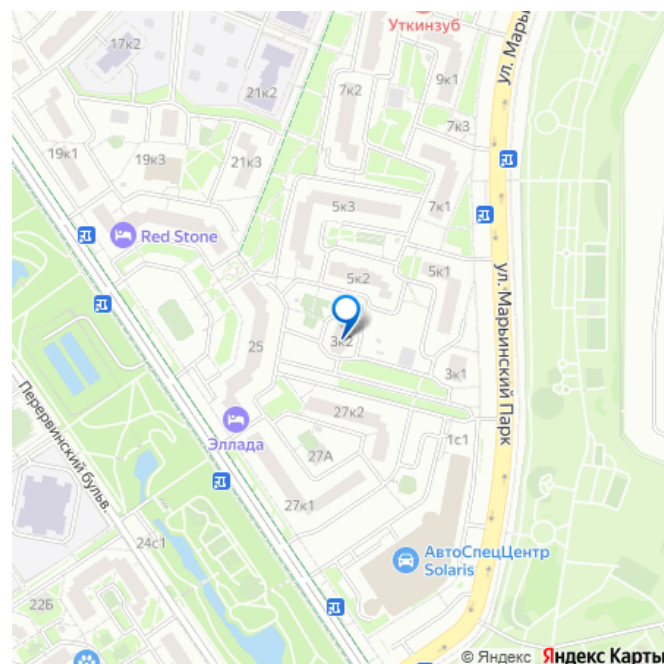 Уткинзуб
ул. Марь
17к2
9к1
7к2
21к2
7к3
19к1
19к3
21к3
5к3
7к1
Red Stone
5к2
5к1
ул. Марьинский Парк
25
3к2
3к1
27к2
Эллада
1с1
27А
Перервинский бульв.
27к1
24с1
АвтоСпецЦентр
Solaris
22Б
© Яндекс Яндекс Карты